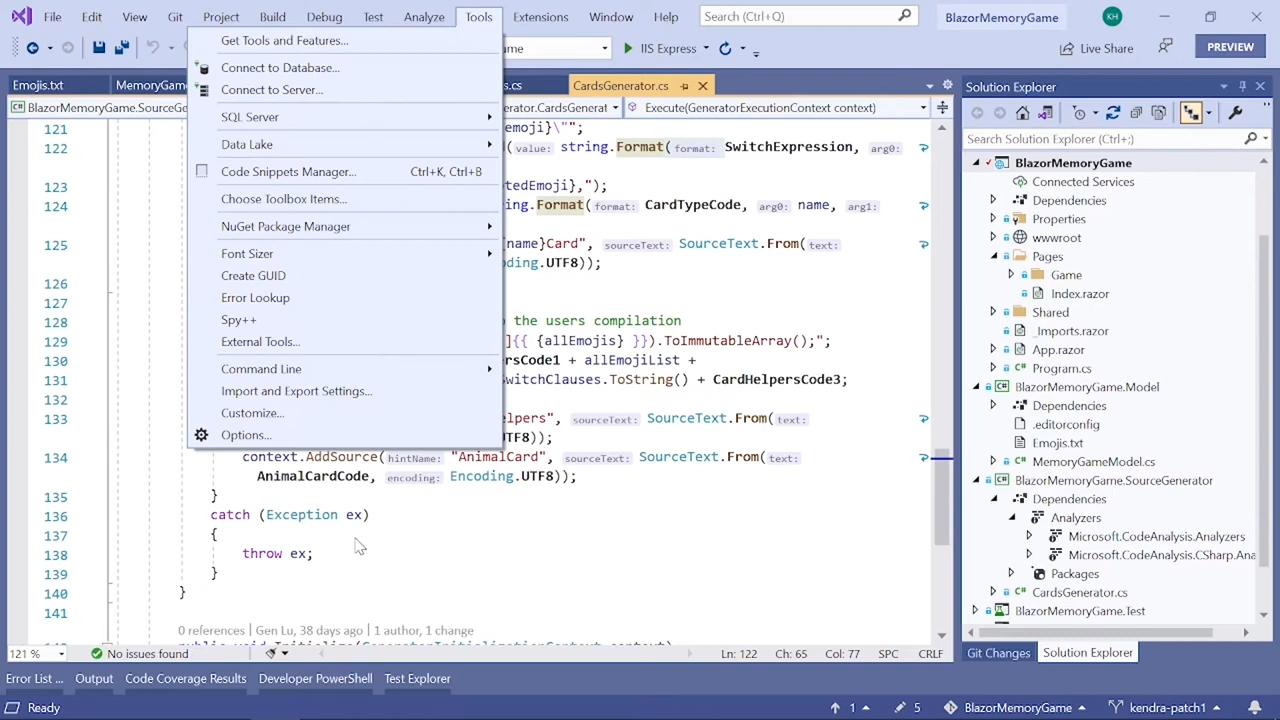 File Edit View Git Project Build Debug Test Analyze Tools Extensions Window Help Search (Ctrl+Q) BlazorMemoryGame KH
IIS Express Live Share PREVIEW
Emojis.txt CardsGenerator.cs
BlazorMemoryGame Execute(GeneratorExecutionContext context)
Get Tools and Features...
Connect to Database...
Connect to Server...
SQL Server
Data Lake
Code Snippets Manager... Ctrl+K, Ctrl+B
Choose Toolbox Items...
NuGet Package Manager
Font Sizer
Create GUID
Error Lookup
Spy++
External Tools...
Command Line
Import and Export Settings...
Customize...
Options...
121 emoji}\"";
122 (value: string.Format( format: SwitchExpression, arg0:
123 etedEmoji},");
124 ng.Format( format: CardTypeCode, arg0: name, arg1:
125 name}Card", sourceText: SourceText.From( text:
ding.UTF8));
126
127
128 the users compilation
129 ]{{ {allEmojis} }}).ToImmutableArray();";
130 rsCode1 + allEmojiList +
131 SwitchClauses.ToString() + CardHelpersCode3;
132
133 elpers", sourceText: SourceText.From( text:
TF8));
134 context.AddSource( hintName: "AnimalCard", sourceText: SourceText.From( text:
AnimalCardCode, encoding: Encoding.UTF8));
135 }
136 catch (Exception ex)
137 {
138 throw ex;
139 }
140 }
141
0 references | Gen Lu, 38 days ago | 1 author, 1 change
121 % No issues found Ln: 122 Ch: 65 Col: 77 SPC CRLF
Error List ... Output Code Coverage Results Developer PowerShell Test Explorer
Solution Explorer
Search Solution Explorer (Ctrl+;)
BlazorMemoryGame
Connected Services
Dependencies
Properties
wwwroot
Pages
Game
Index.razor
Shared
_Imports.razor
App.razor
Program.cs
BlazorMemoryGame.Model
Dependencies
.editorconfig
Emojis.txt
MemoryGameModel.cs
BlazorMemoryGame.SourceGenerator
Dependencies
Analyzers
Microsoft.CodeAnalysis.Analyzers
Microsoft.CodeAnalysis.CSharp.Ana
Packages
CardsGenerator.cs
BlazorMemoryGame.Test
Git Changes Solution Explorer
Ready 1 5 BlazorMemoryGame kendra-patch1